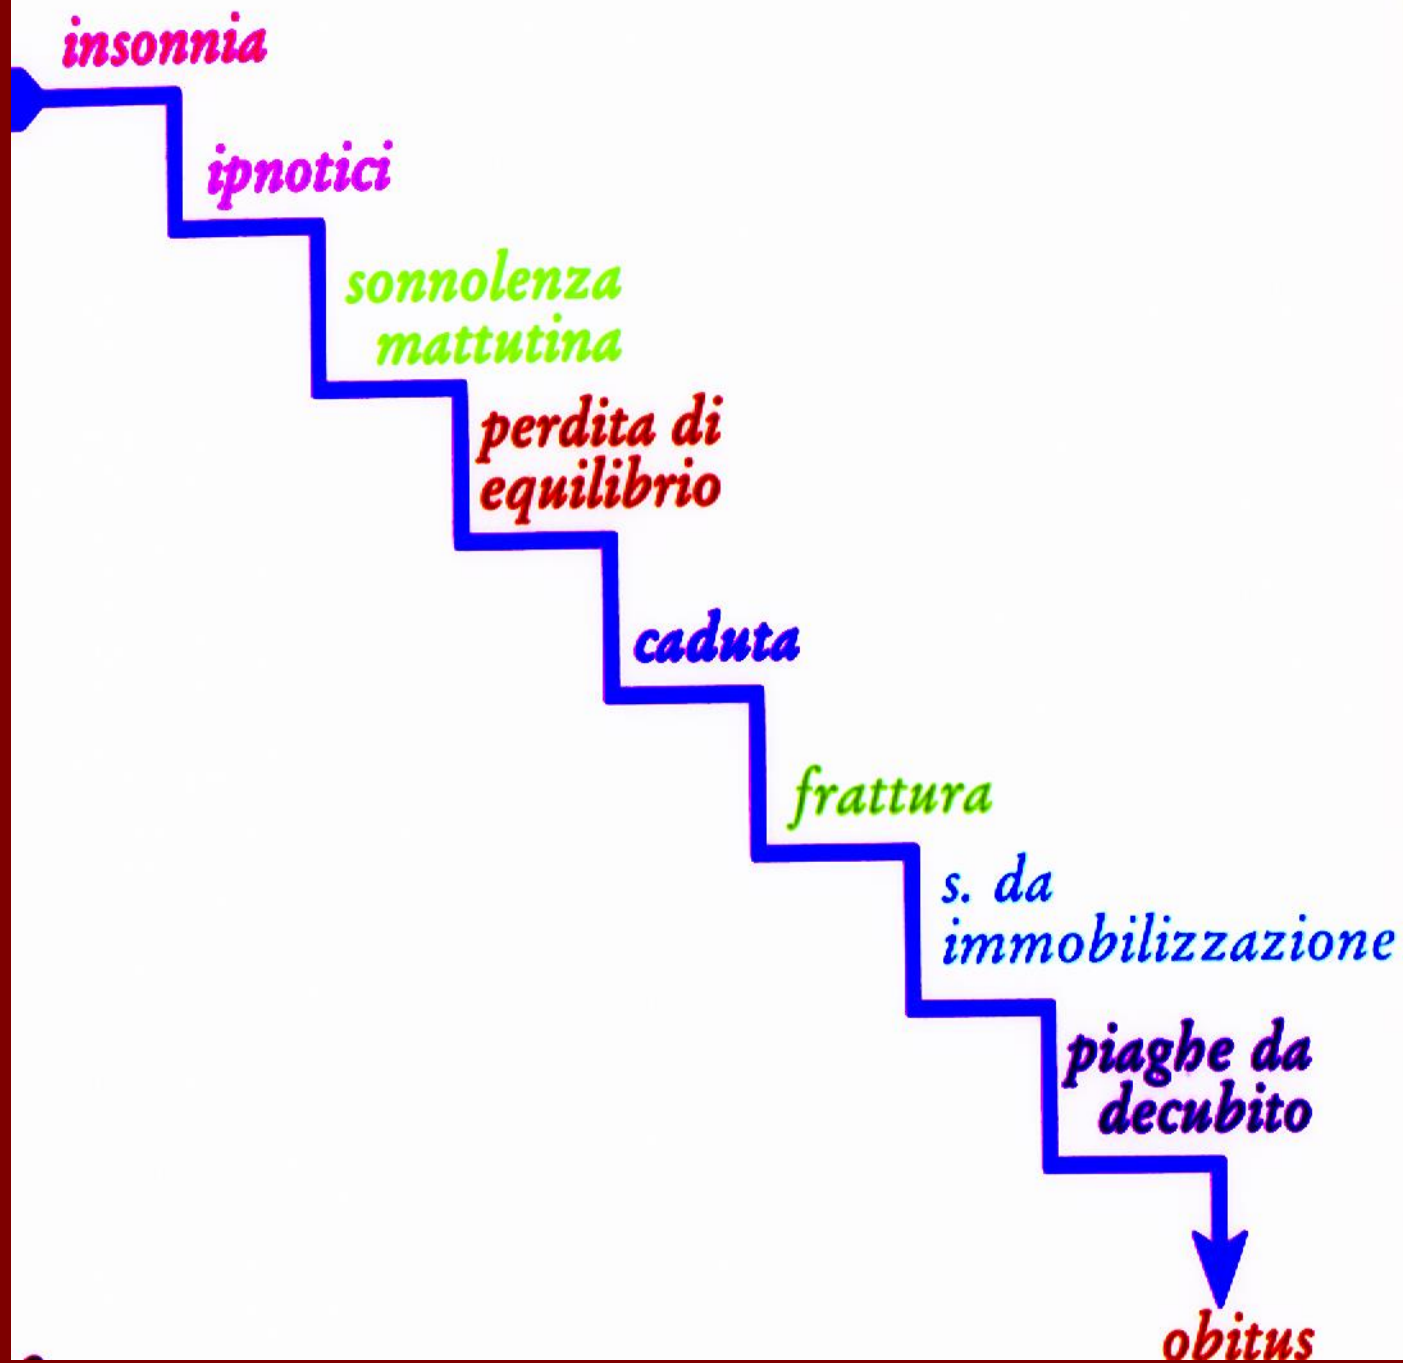 insonnia
ipnotici
sonnolenza
mattutina
perdita di
equilibrio
caduta
frattura
s. da
immobilizzazione
piaghe da
decubito
obitus